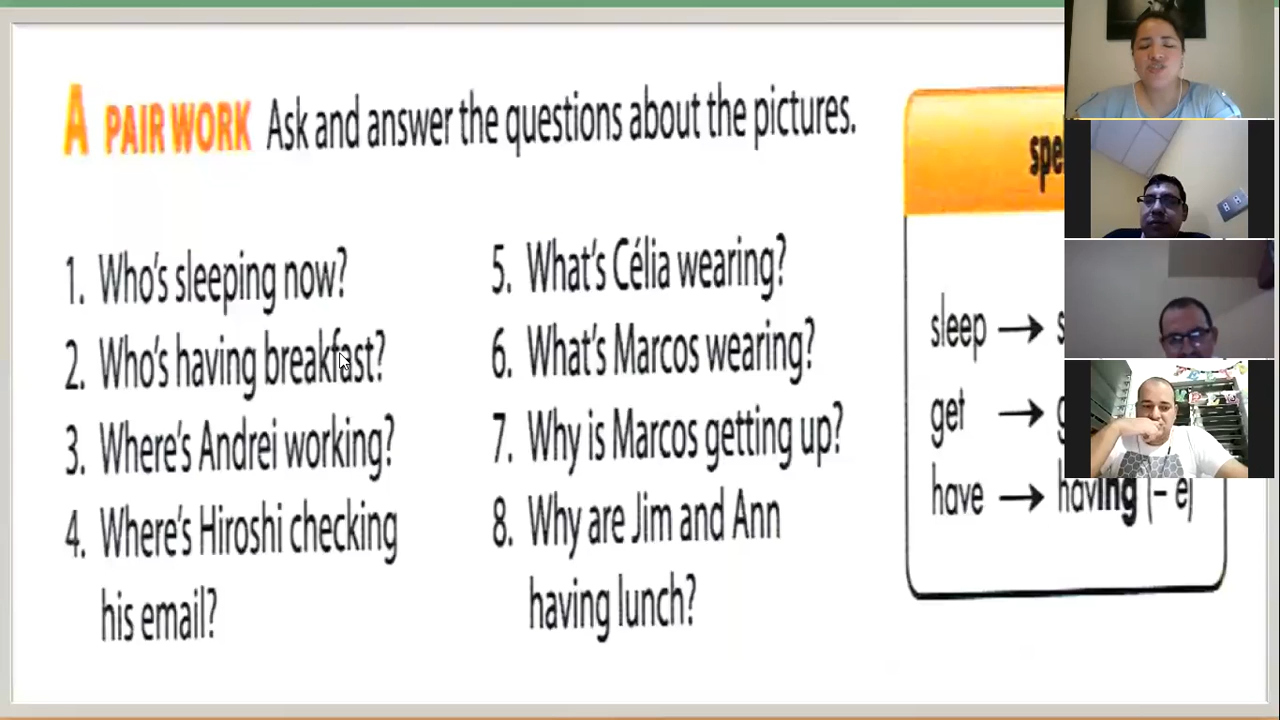 A PAIR WORK Ask and answer the questions about the pictures.
1. Who's sleeping now?
2. Who's having breakfast?
3. Where's Andrei working?
4. Where's Hiroshi checking
his email?
5. What's Célia wearing?
6. What's Marcos wearing?
7. Why is Marcos getting up?
8. Why are Jim and Ann
having lunch?
sleep →
get →
have → having (– e)